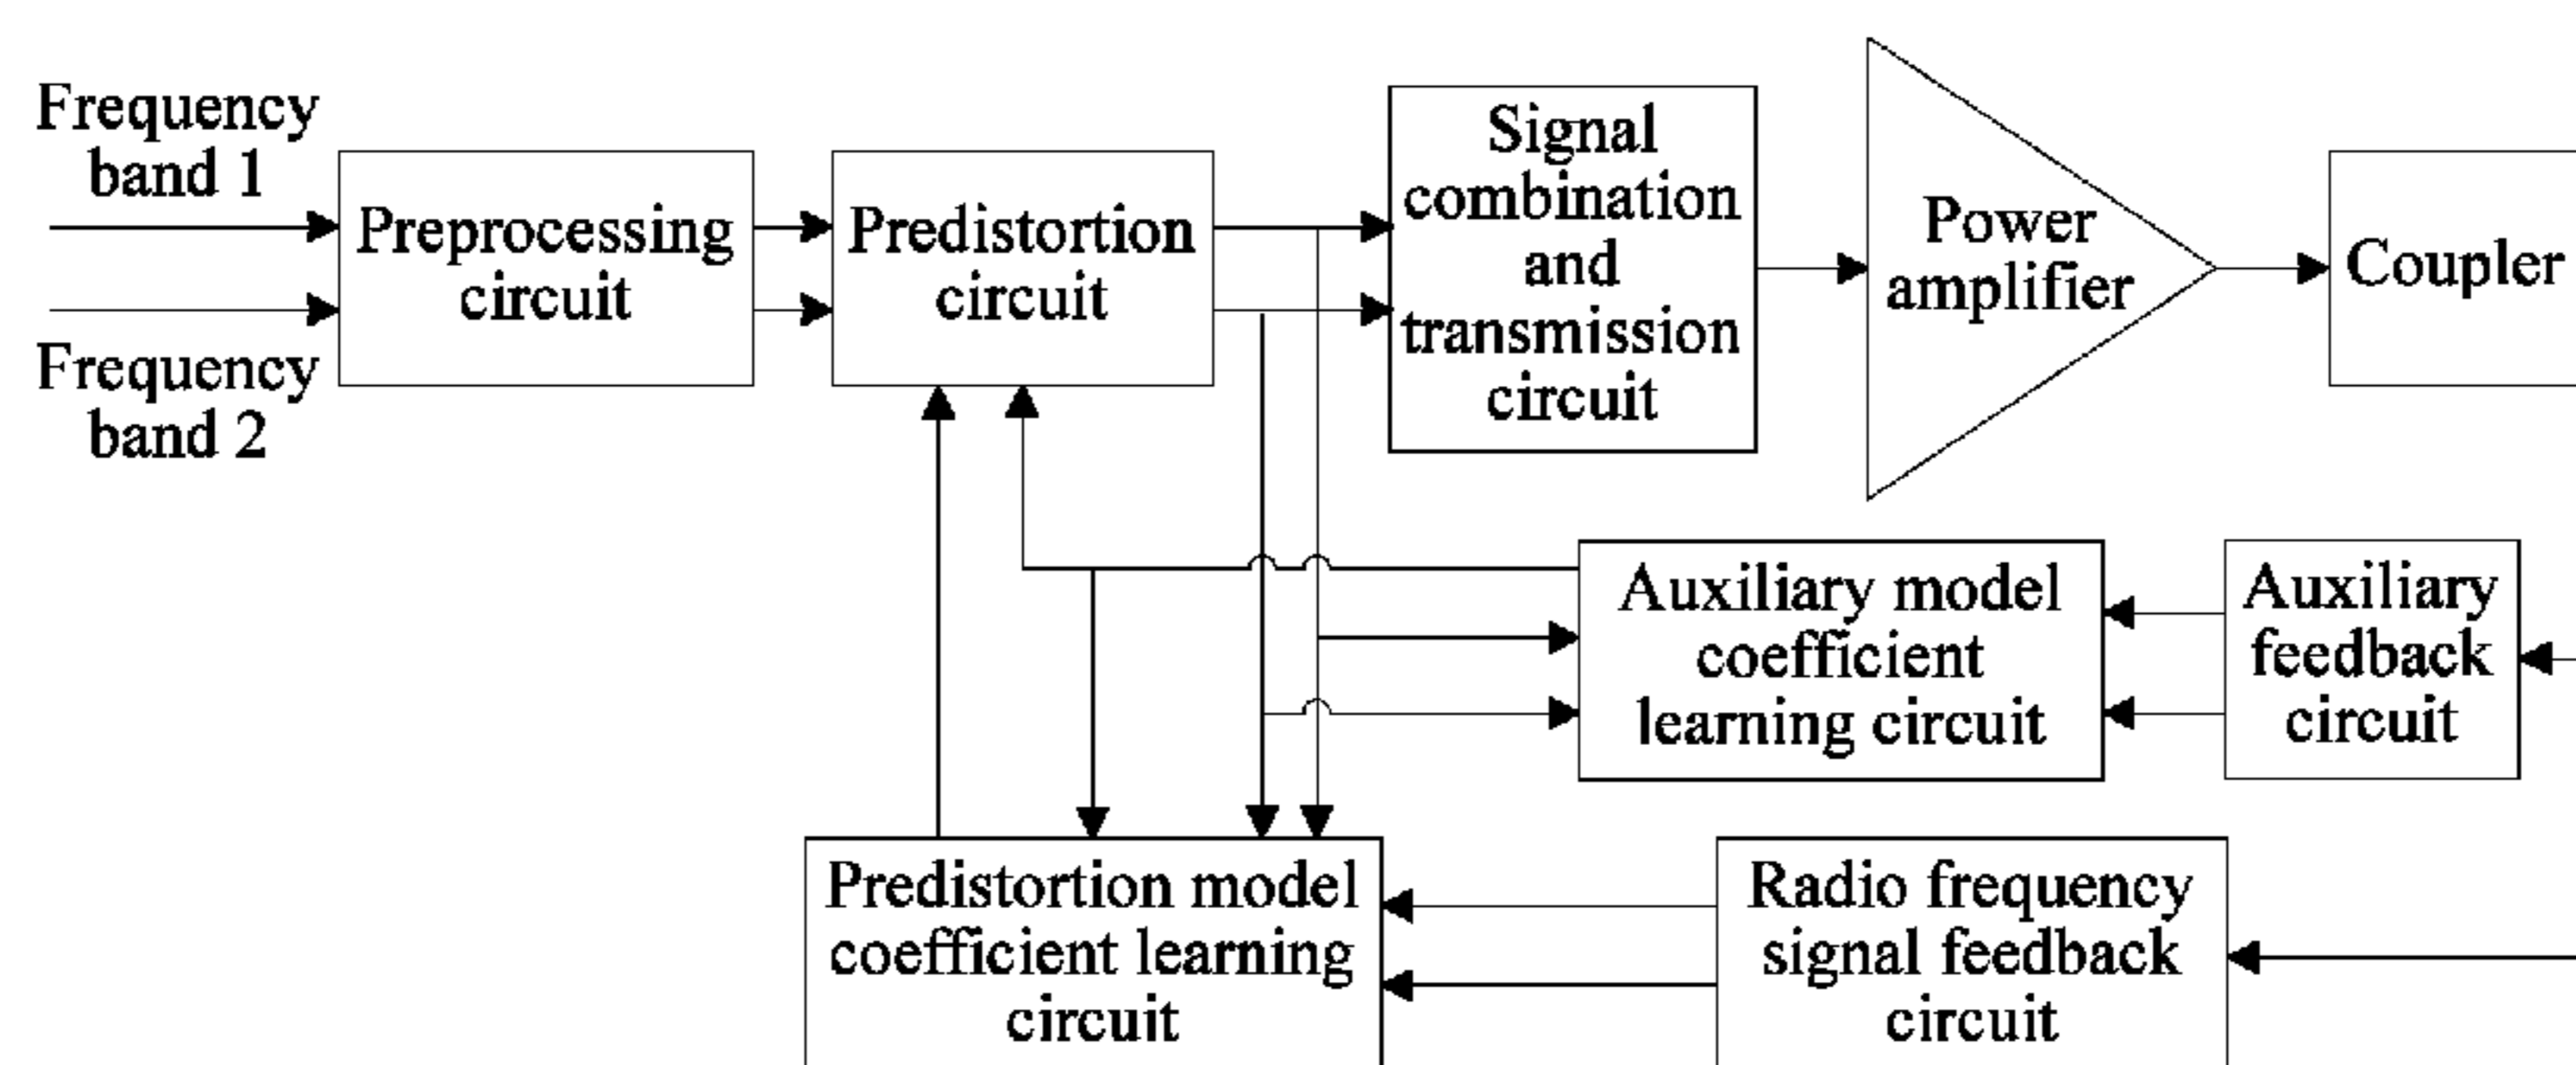 Frequency
band 1
Frequency
band 2
Preprocessing
circuit
Predistortion
circuit
Signal
combination
and
transmission
circuit
Power
amplifier
Coupler
Auxiliary model
coefficient
learning circuit
Auxiliary
feedback
circuit
Predistortion model
coefficient learning
circuit
Radio frequency
signal feedback
circuit